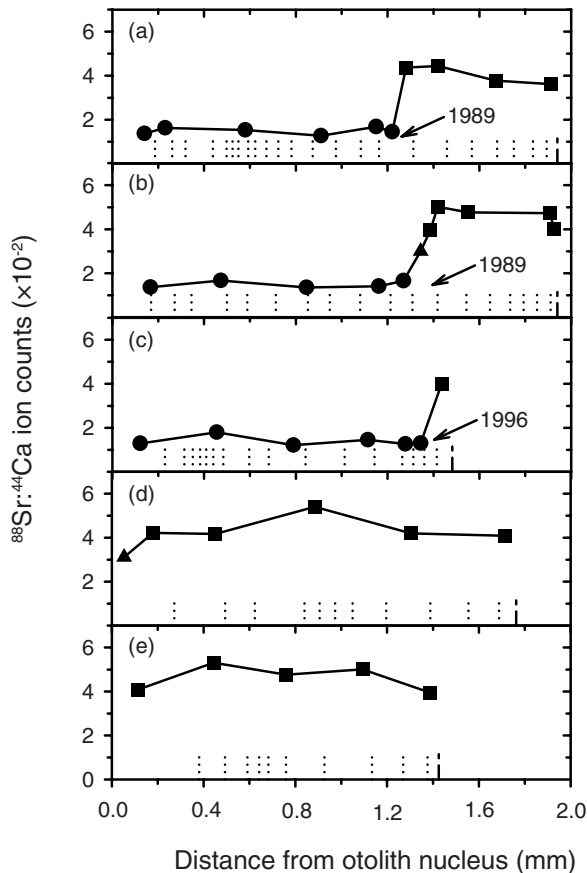 ⁸⁸Sr:⁴⁴Ca ion counts (×10⁻²)
6
(a)
4
1989
2
6
(b)
4
1989
2
6
(c)
4
1996
2
6
(d)
4
2
6
(e)
4
2
0
0.0 0.4 0.8 1.2 1.6 2.0
Distance from otolith nucleus (mm)